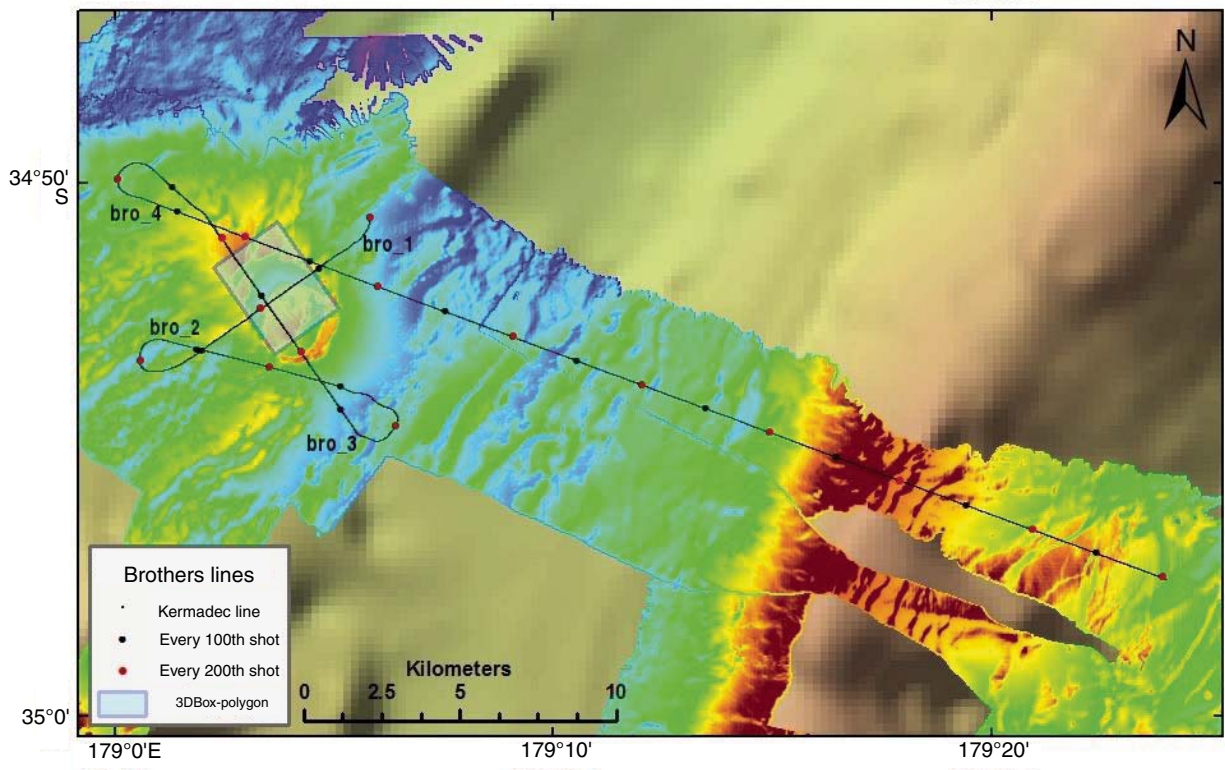 N
34°50'
S
bro_4
bro_1
bro_2
bro_3
Brothers lines
Kermadec line
Every 100th shot
Every 200th shot
3DBox-polygon
Kilometers
0 2.5 5 10
35°0'
179°0'E 179°10' 179°20'